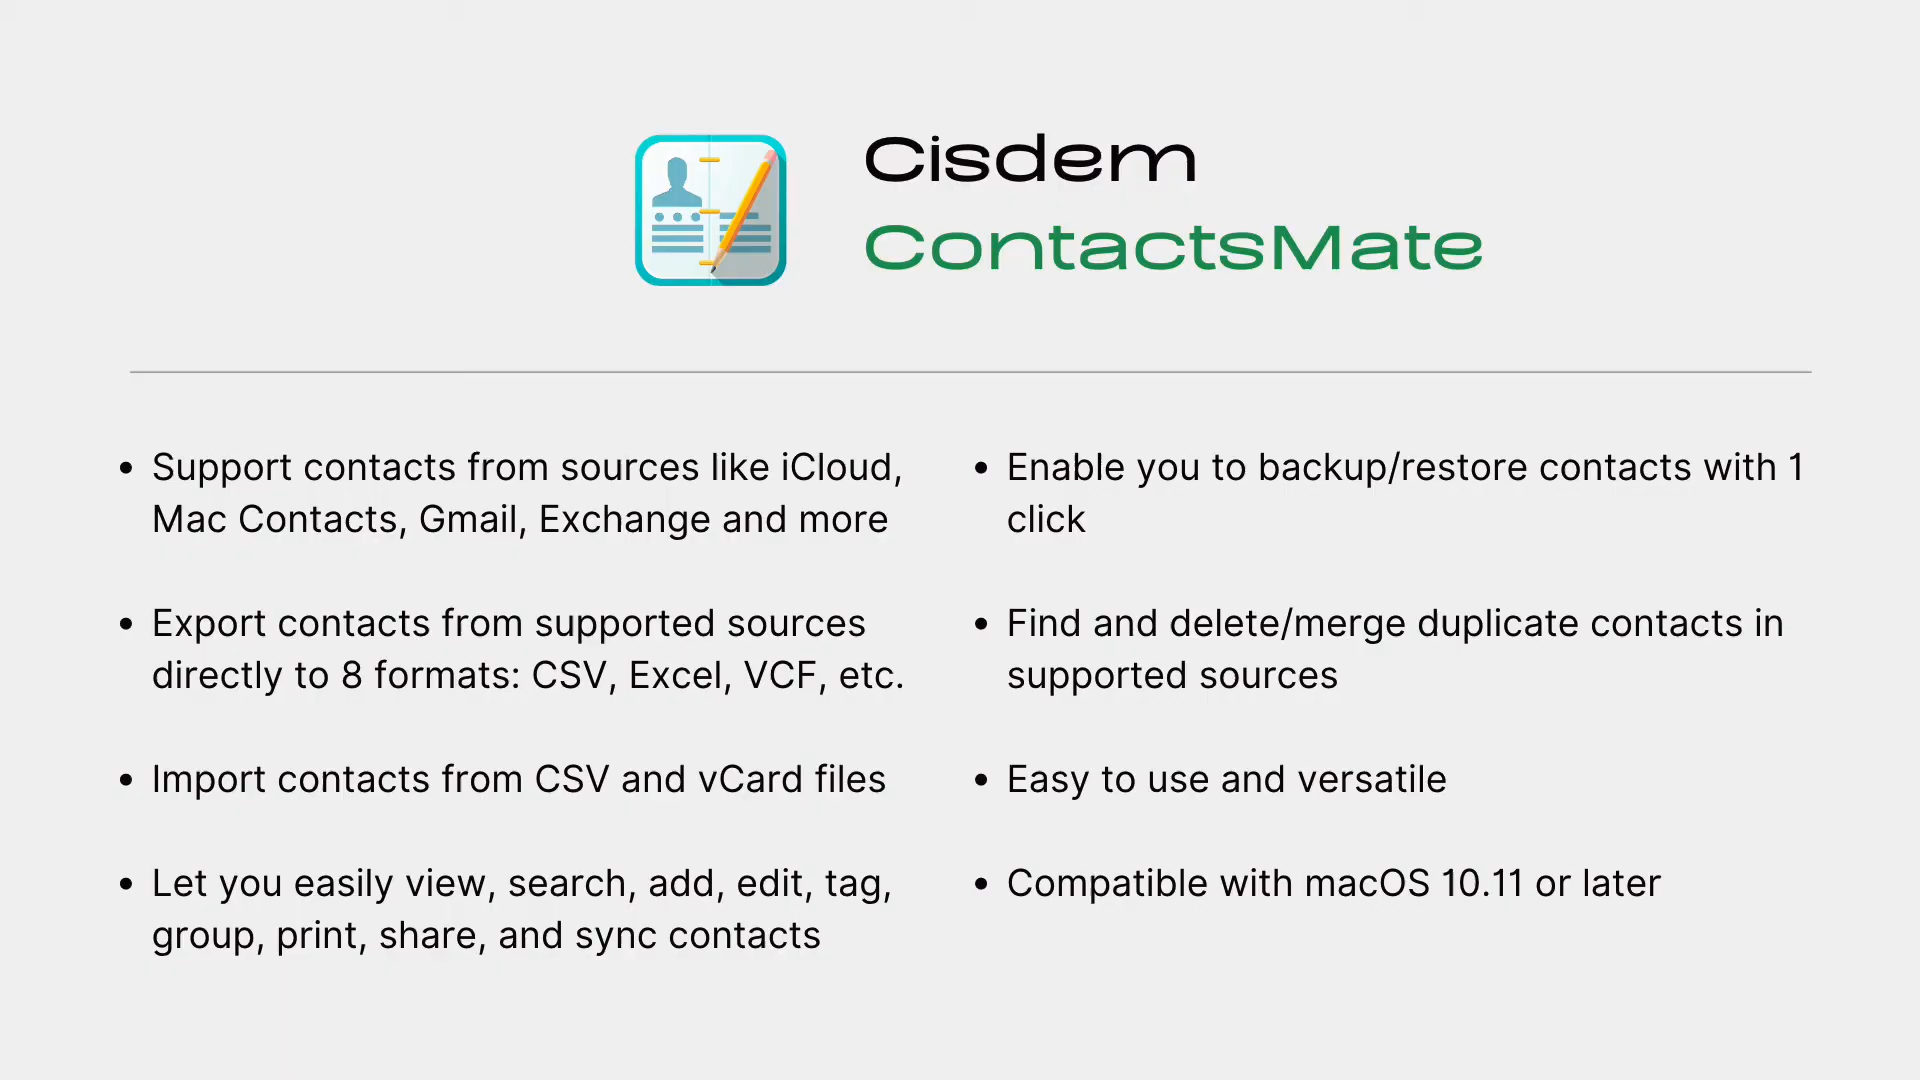 Cisdem
ContactsMate
• Support contacts from sources like iCloud,
Mac Contacts, Gmail, Exchange and more
• Export contacts from supported sources
directly to 8 formats: CSV, Excel, VCF, etc.
• Import contacts from CSV and vCard files
• Let you easily view, search, add, edit, tag,
group, print, share, and sync contacts
• Enable you to backup/restore contacts with 1
click
• Find and delete/merge duplicate contacts in
supported sources
• Easy to use and versatile
• Compatible with macOS 10.11 or later